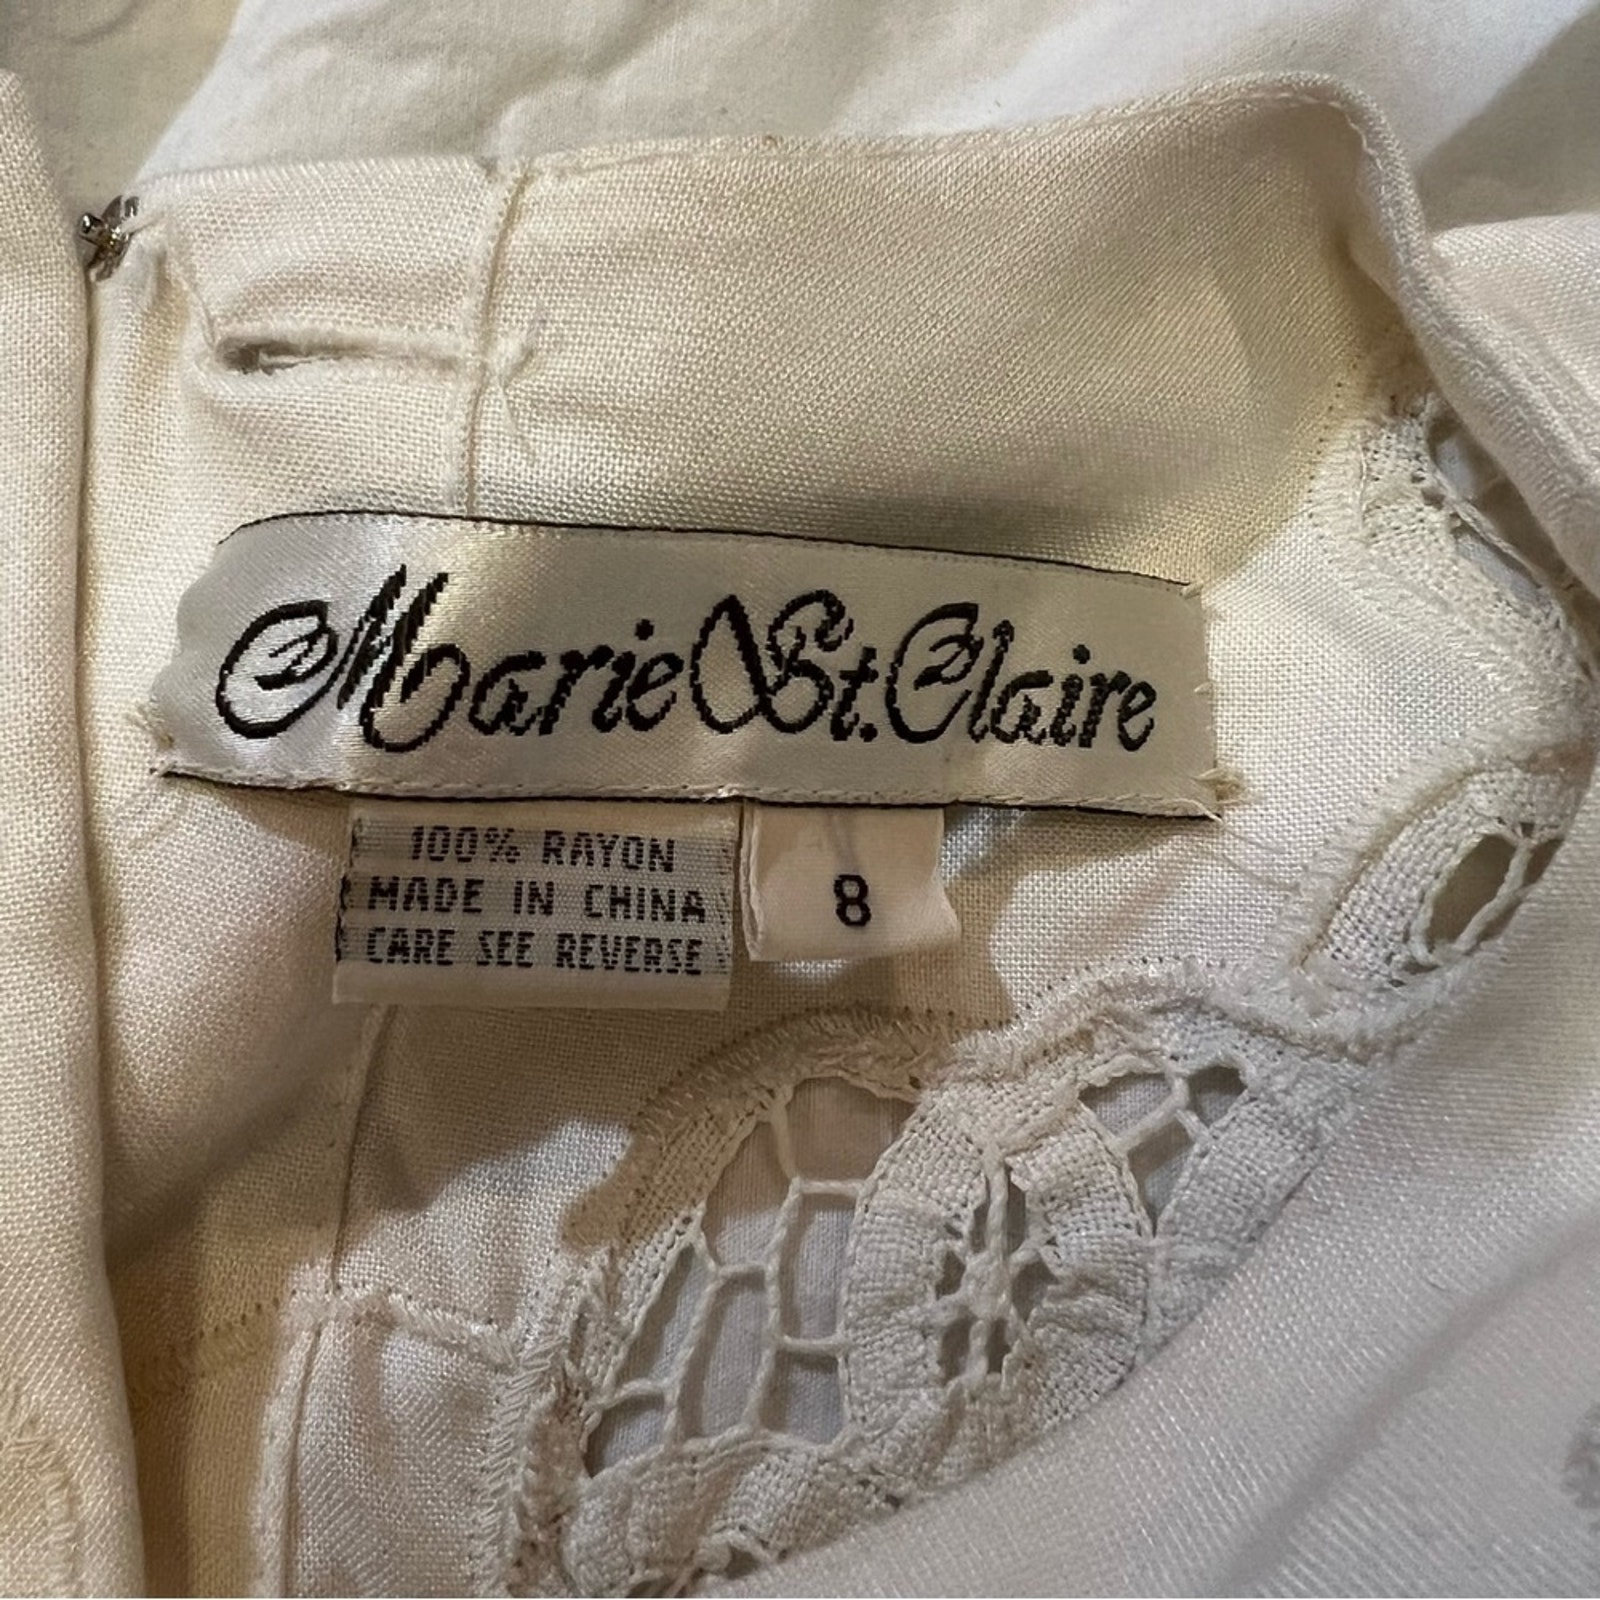 Marie St. Claire
100% RAYON
MADE IN CHINA
CARE SEE REVERSE
8